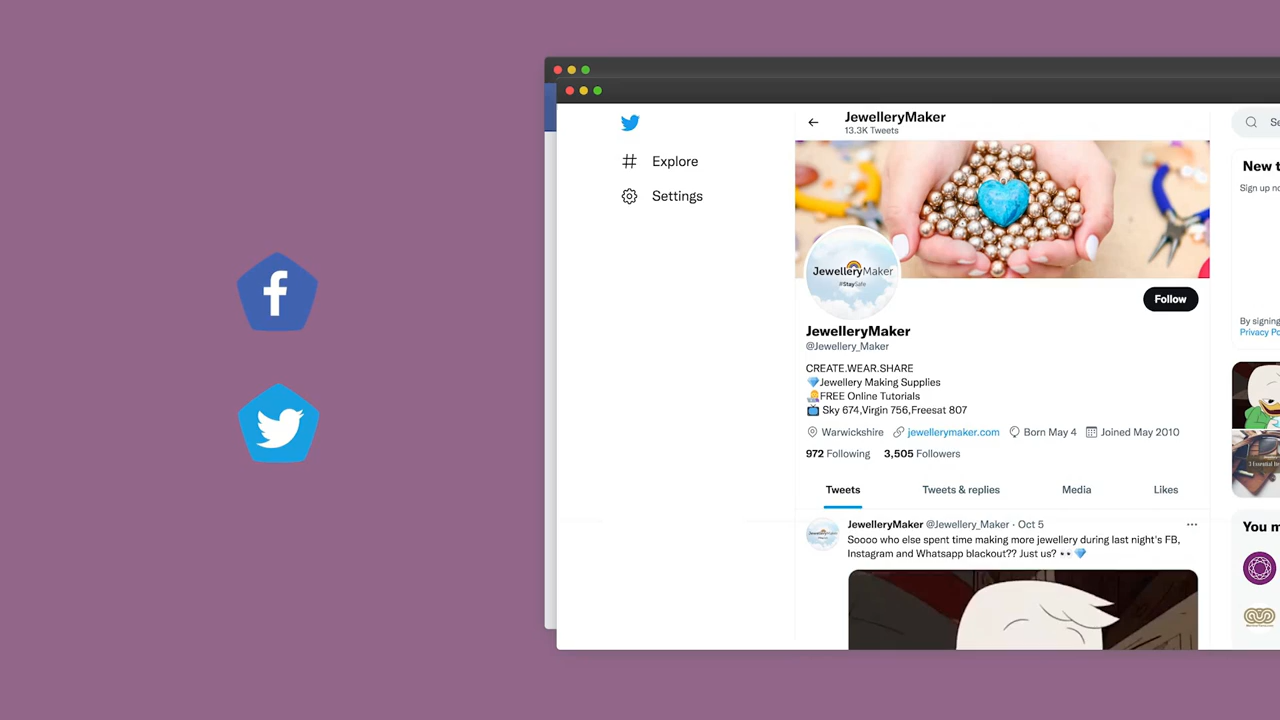 JewelleryMaker
13.3K Tweets
Explore
Settings
New t
Sign up no
JewelleryMaker
#StaySafe
Follow
JewelleryMaker
@Jewellery_Maker
CREATE.WEAR.SHARE
💎Jewellery Making Supplies
FREE Online Tutorials
📺 Sky 674,Virgin 756,Freesat 807
Warwickshire jewellerymaker.com Born May 4 Joined May 2010
972 Following 3,505 Followers
By signing
Privacy Po
Tweets Tweets & replies Media Likes
JewelleryMaker @Jewellery_Maker · Oct 5
Soooo who else spent time making more jewellery during last night's FB,
Instagram and Whatsapp blackout?? Just us? 👀 💎
You m